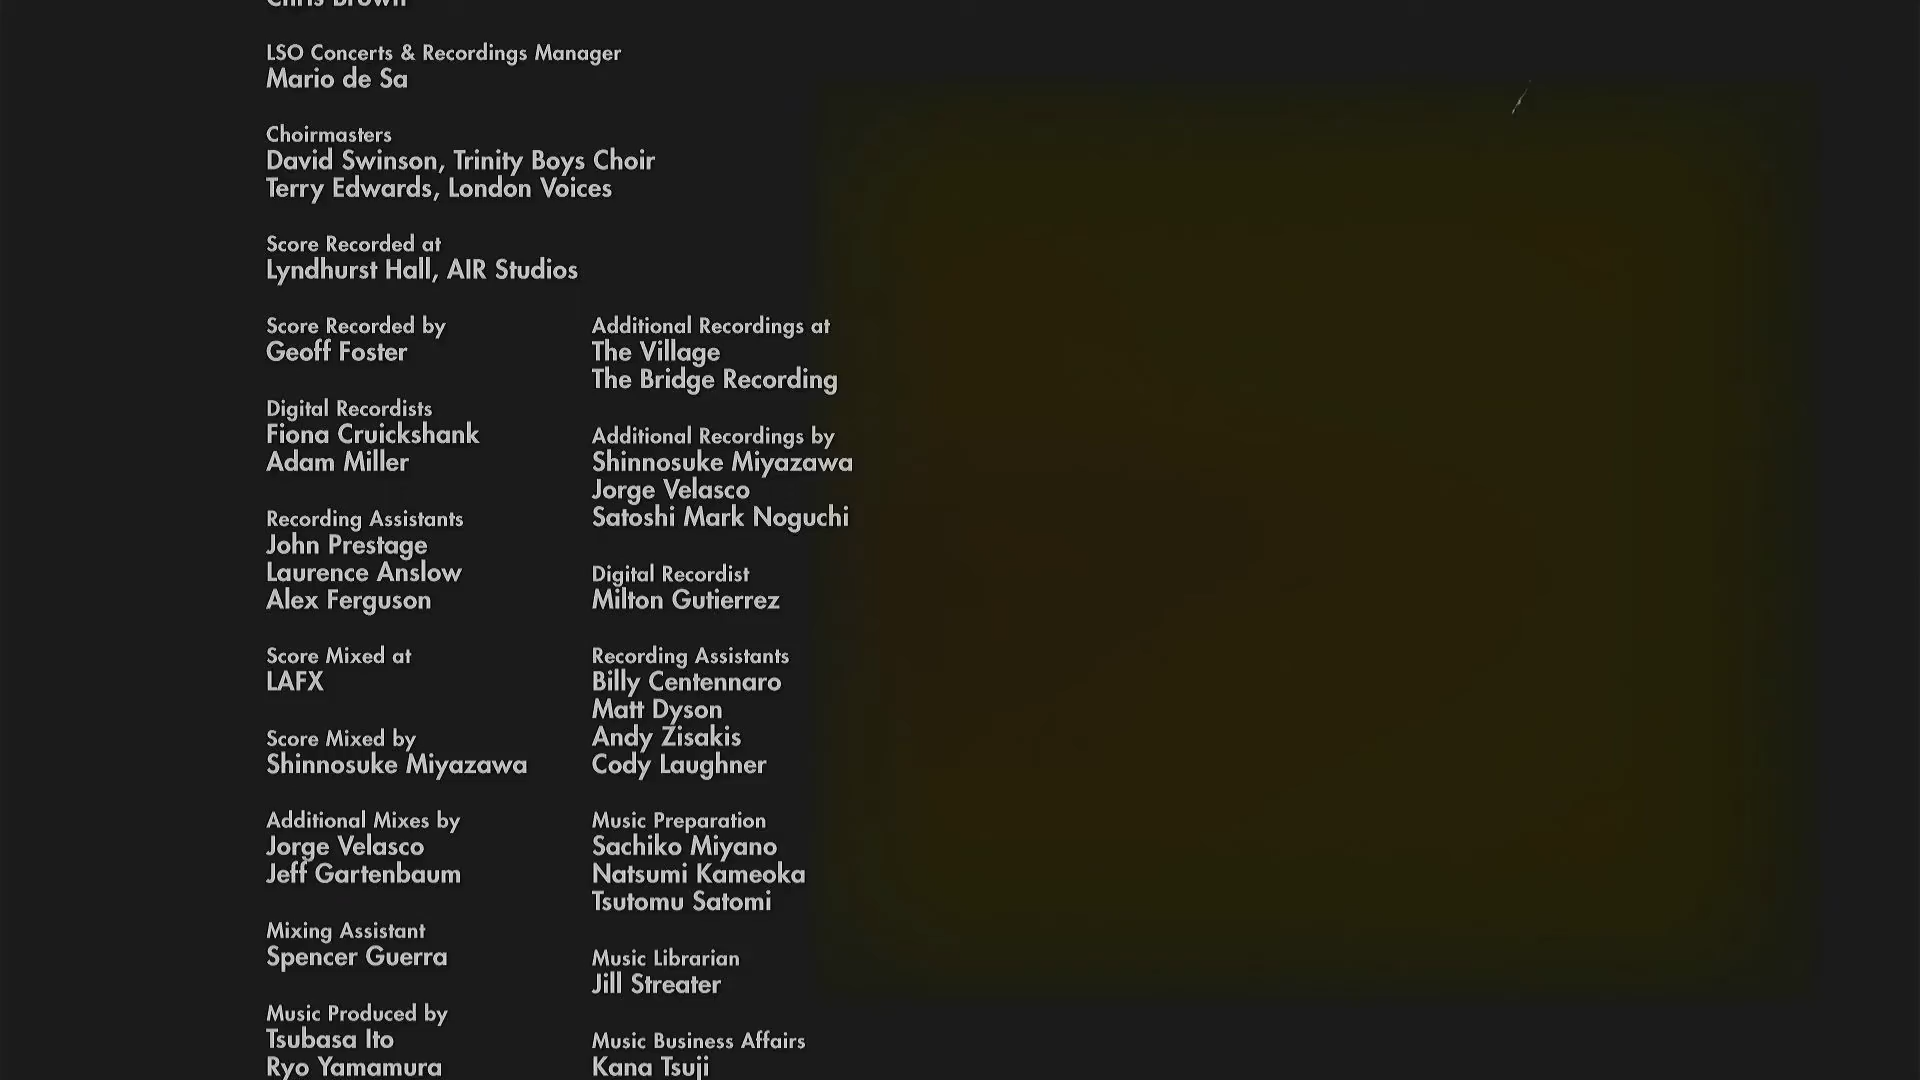 Chris Brown
LSO Concerts & Recordings Manager
Mario de Sa
Choirmasters
David Swinson, Trinity Boys Choir
Terry Edwards, London Voices
Score Recorded at
Lyndhurst Hall, AIR Studios
Score Recorded by
Geoff Foster
Digital Recordists
Fiona Cruickshank
Adam Miller
Recording Assistants
John Prestage
Laurence Anslow
Alex Ferguson
Score Mixed at
LAFX
Score Mixed by
Shinnosuke Miyazawa
Additional Mixes by
Jorge Velasco
Jeff Gartenbaum
Mixing Assistant
Spencer Guerra
Music Produced by
Tsubasa Ito
Ryo Yamamura
Additional Recordings at
The Village
The Bridge Recording
Additional Recordings by
Shinnosuke Miyazawa
Jorge Velasco
Satoshi Mark Noguchi
Digital Recordist
Milton Gutierrez
Recording Assistants
Billy Centennaro
Matt Dyson
Andy Zisakis
Cody Laughner
Music Preparation
Sachiko Miyano
Natsumi Kameoka
Tsutomu Satomi
Music Librarian
Jill Streater
Music Business Affairs
Kana Tsuji